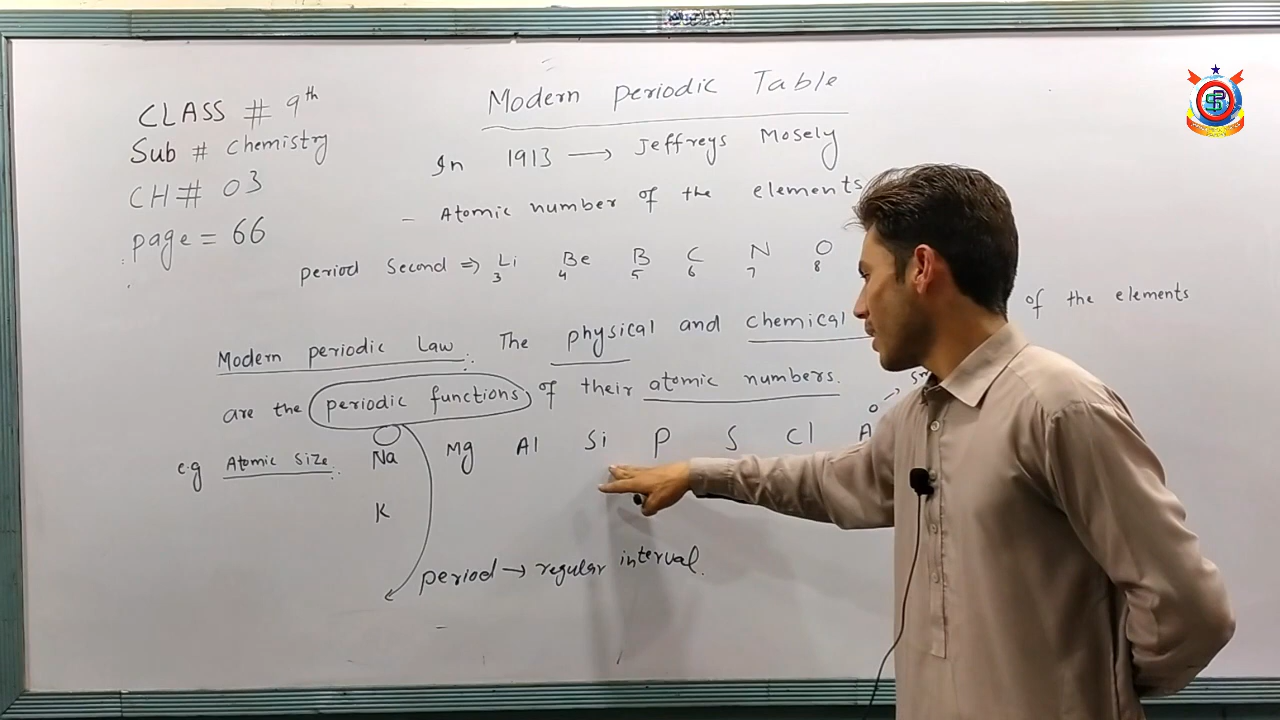 CLASS # 9th
Sub # chemistry
CH# 03
page = 66
Modern periodic Table
In 1913 → Jeffreys Mosely
- Atomic number of the elements
period second ⇒ Li Be B C N O
3 4 5 6 7 8
Modern periodic Law:. The physical and chemical of the elements
are the periodic functions of their atomic numbers.
e.g Atomic size:. Na Mg Al Si P S Cl A
K
period → regular interval.